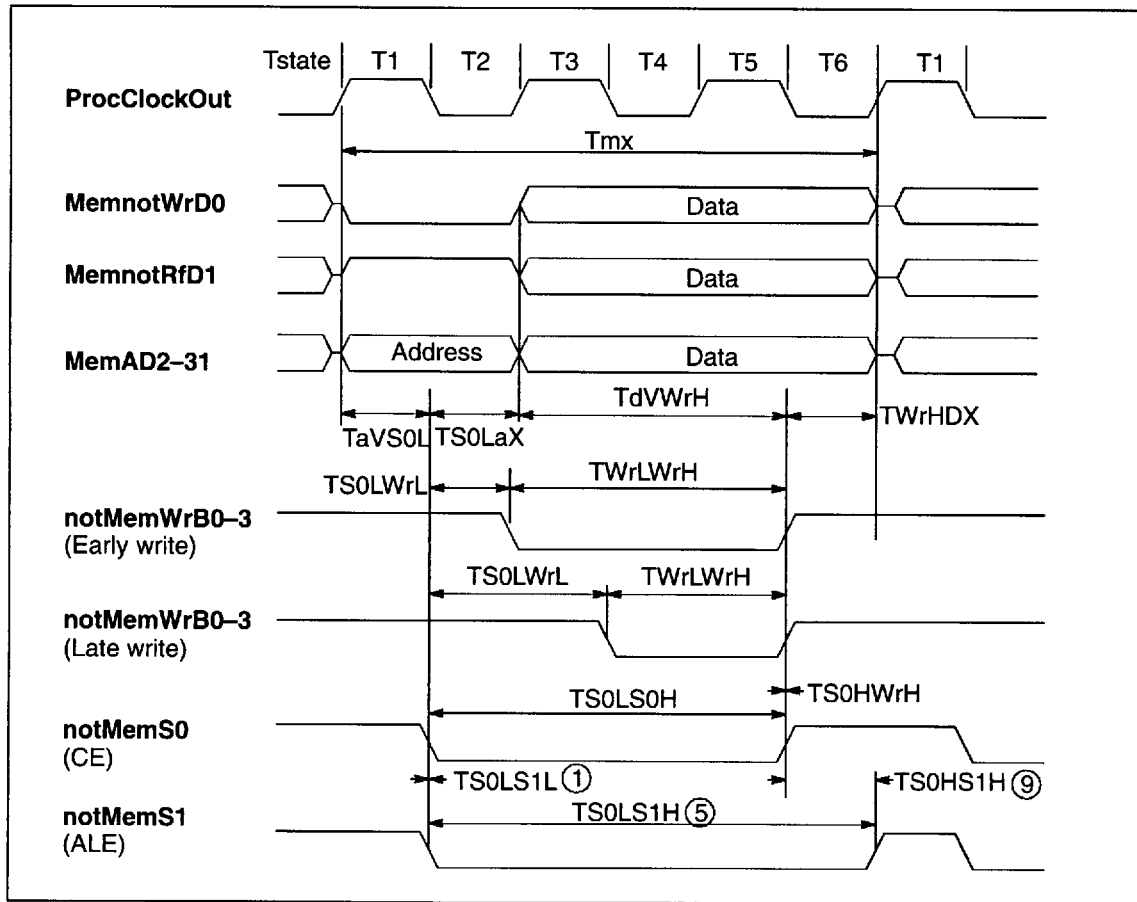 Tstate T1 T2 T3 T4 T5 T6 T1
ProcClockOut
Tmx
MemnotWrD0
Data
MemnotRfD1
Data
MemAD2–31
Address
Data
TdVWrH
TaVS0L
TS0LaX
TWrHDX
TS0LWrL
TWrLWrH
notMemWrB0–3
(Early write)
TS0LWrL
TWrLWrH
notMemWrB0–3
(Late write)
TS0LS0H
TS0HWrH
notMemS0
(CE)
TS0LS1L ①
TS0HS1H ⑨
notMemS1
(ALE)
TS0LS1H ⑤